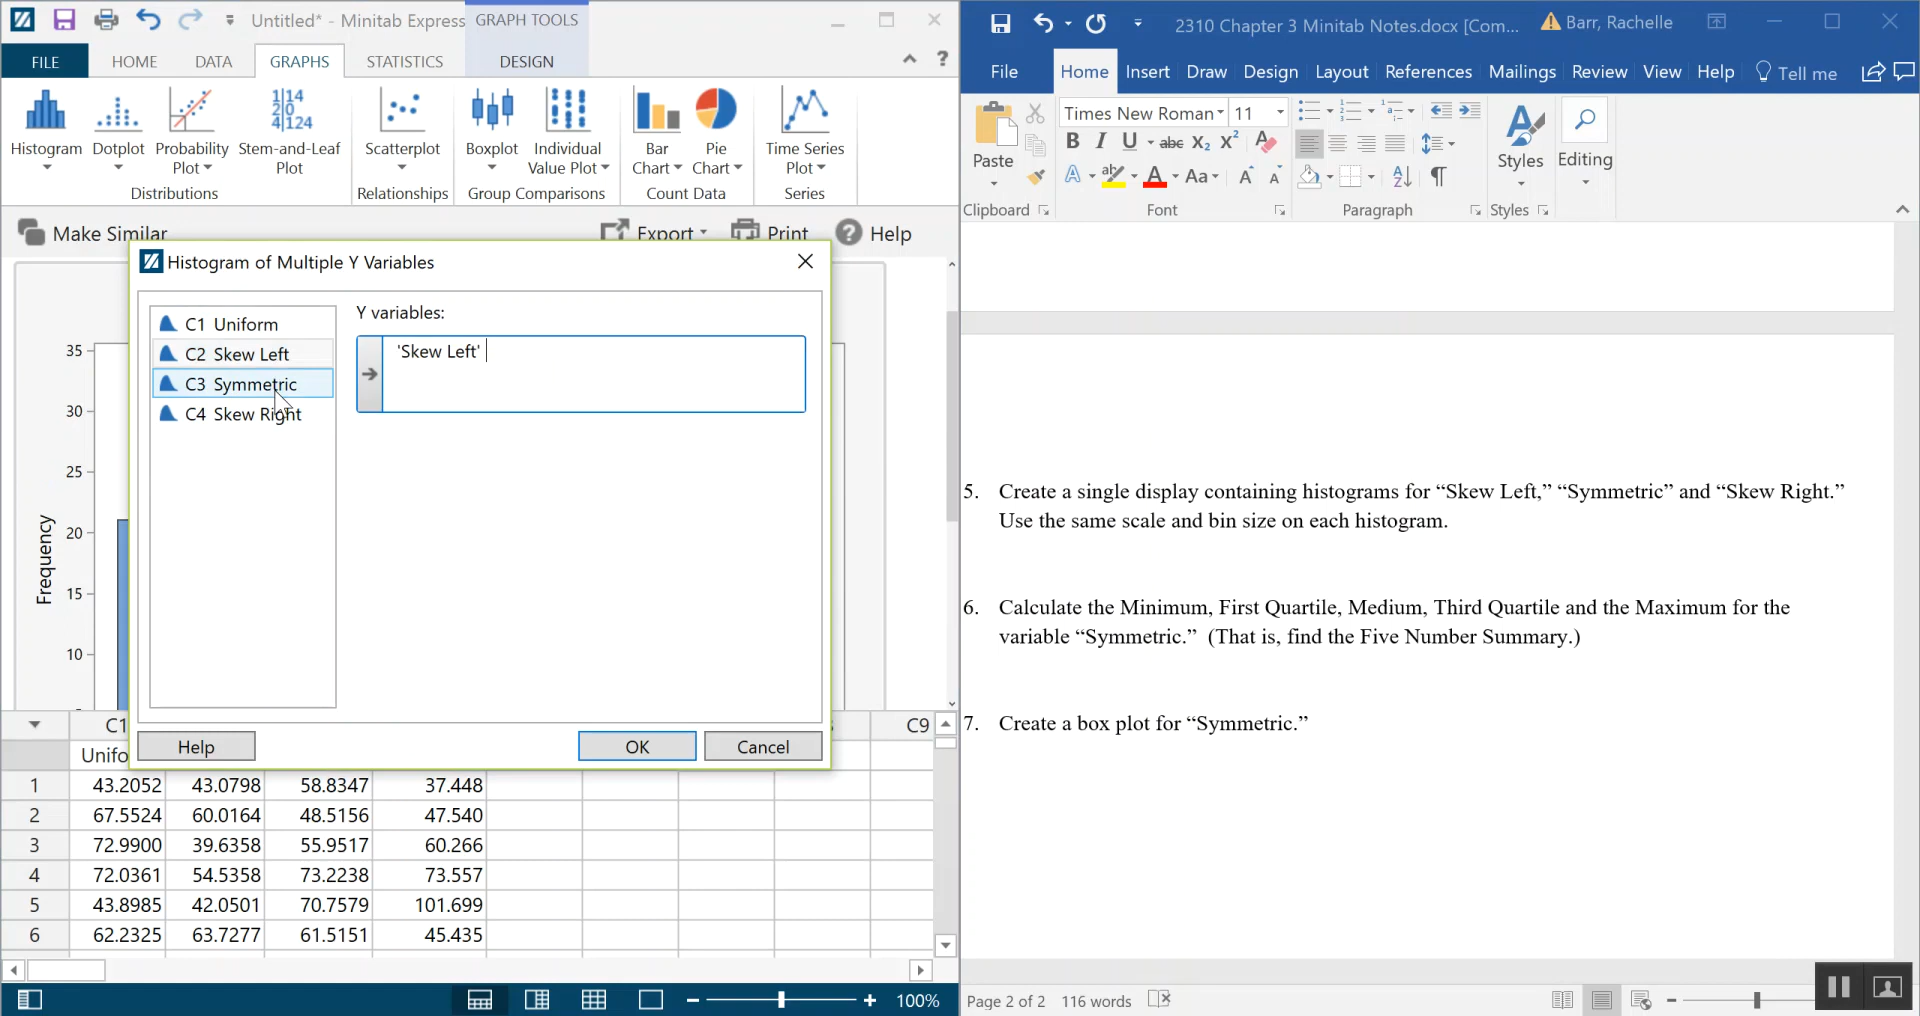 Untitled* - Minitab Express
GRAPH TOOLS
FILE
HOME
DATA
GRAPHS
STATISTICS
DESIGN
Histogram
Dotplot
Probability Plot
Stem-and-Leaf Plot
Scatterplot
Boxplot
Individual Value Plot
Bar Chart
Pie Chart
Time Series Plot
Distributions
Relationships
Group Comparisons
Count Data
Series
Make Similar
Export
Print
Help
Histogram of Multiple Y Variables
C1 Uniform
C2 Skew Left
C3 Symmetric
C4 Skew Right
Y variables:
'Skew Left'
Help
OK
Cancel
35
30
25
20
15
10
Frequency
C1
C9
Unifo
1 43.2052 43.0798 58.8347 37.448
2 67.5524 60.0164 48.5156 47.540
3 72.9900 39.6358 55.9517 60.266
4 72.0361 54.5358 73.2238 73.557
5 43.8985 42.0501 70.7579 101.699
6 62.2325 63.7277 61.5151 45.435
100%
2310 Chapter 3 Minitab Notes.docx [Com...
Barr, Rachelle
File
Home
Insert
Draw
Design
Layout
References
Mailings
Review
View
Help
Tell me
Paste
Times New Roman
11
Styles
Editing
Clipboard
Font
Paragraph
Styles
5. Create a single display containing histograms for “Skew Left,” “Symmetric” and “Skew Right.”
Use the same scale and bin size on each histogram.
6. Calculate the Minimum, First Quartile, Medium, Third Quartile and the Maximum for the
variable “Symmetric.” (That is, find the Five Number Summary.)
7. Create a box plot for “Symmetric.”
Page 2 of 2
116 words